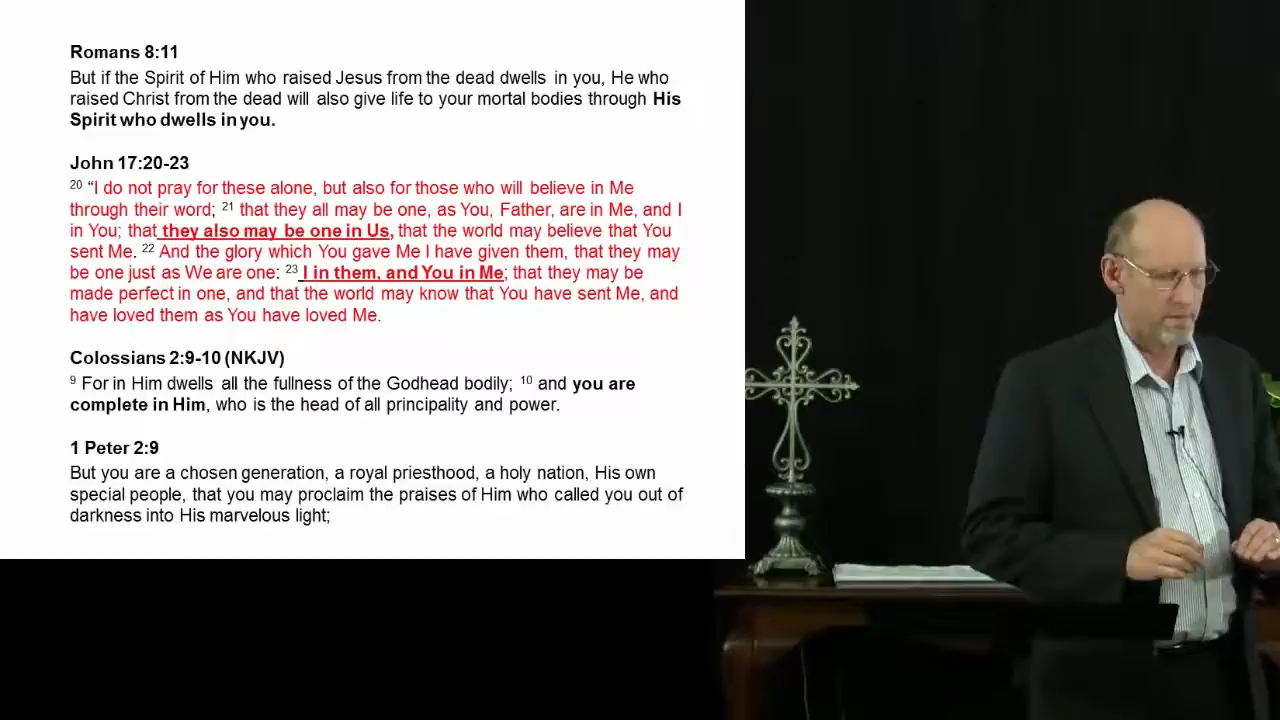 Romans 8:11
But if the Spirit of Him who raised Jesus from the dead dwells in you, He who
raised Christ from the dead will also give life to your mortal bodies through His
Spirit who dwells in you.
John 17:20-23
20 “I do not pray for these alone, but also for those who will believe in Me
through their word; 21 that they all may be one, as You, Father, are in Me, and I
in You; that they also may be one in Us, that the world may believe that You
sent Me. 22 And the glory which You gave Me I have given them, that they may
be one just as We are one: 23 I in them, and You in Me; that they may be
made perfect in one, and that the world may know that You have sent Me, and
have loved them as You have loved Me.
Colossians 2:9-10 (NKJV)
9 For in Him dwells all the fullness of the Godhead bodily; 10 and you are
complete in Him, who is the head of all principality and power.
1 Peter 2:9
But you are a chosen generation, a royal priesthood, a holy nation, His own
special people, that you may proclaim the praises of Him who called you out of
darkness into His marvelous light;